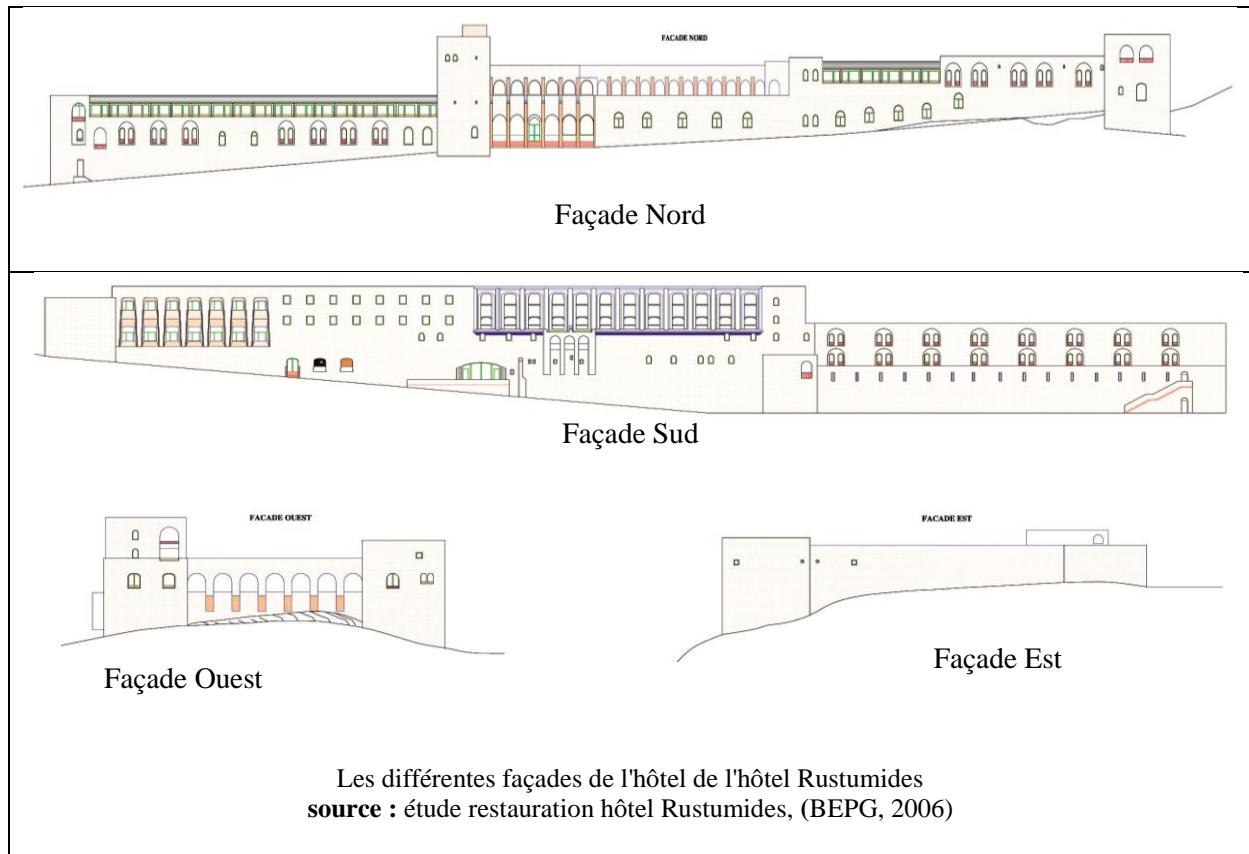 FACADE NORD
Façade Nord
Façade Sud
FACADE OUEST
FACADE EST
Façade Ouest
Façade Est
Les différentes façades de l'hôtel de l'hôtel Rustumides
source : étude restauration hôtel Rustumides, (BEPG, 2006)